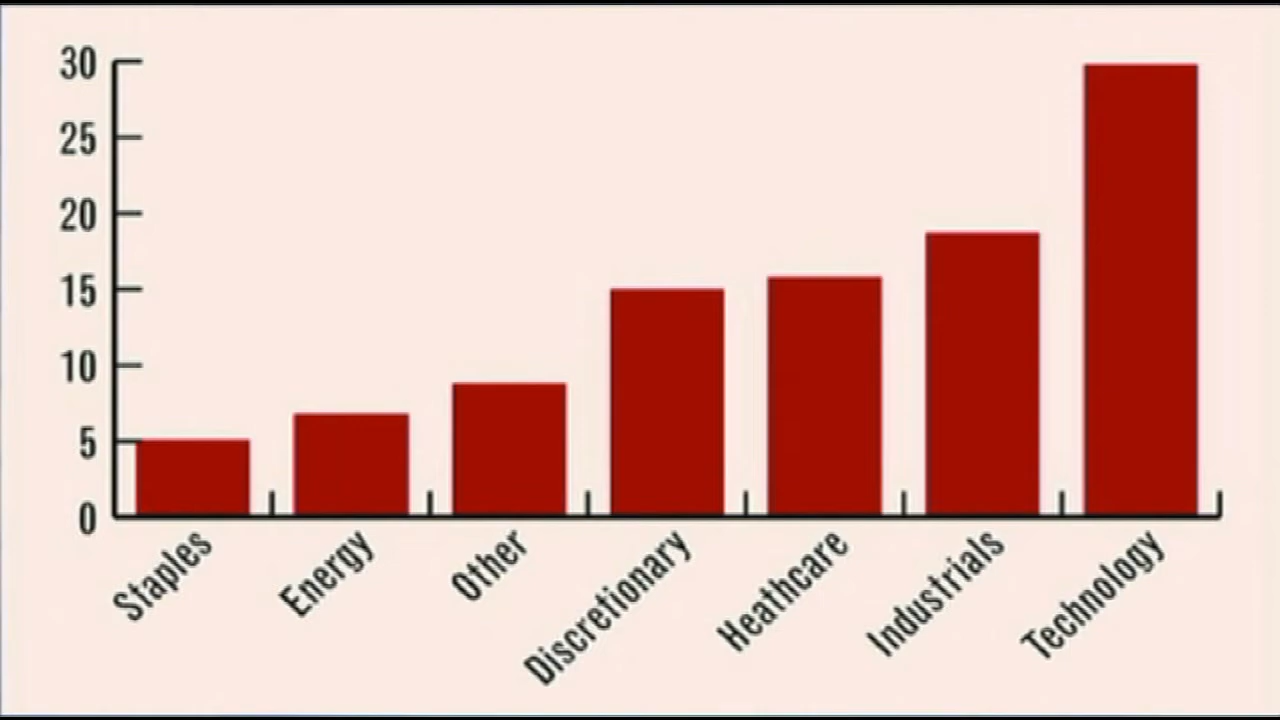 30
25
20
15
10
5
0
Staples
Energy
Other
Discretionary
Heathcare
Industrials
Technology